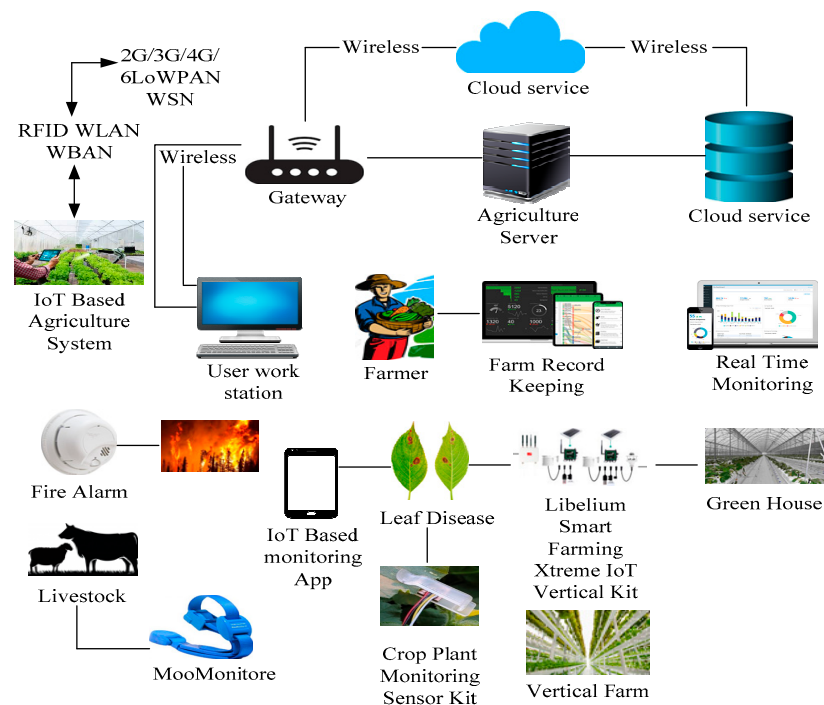 2G/3G/4G/
6LoWPAN
WSN
Wireless
Wireless
Cloud service
RFID WLAN
WBAN
Wireless
Gateway
Agriculture
Server
Cloud service
IoT Based
Agriculture
System
User work
station
Farmer
Farm Record
Keeping
Real Time
Monitoring
Fire Alarm
IoT Based
monitoring
App
Leaf Disease
Libelium
Smart
Farming
Xtreme IoT
Vertical Kit
Green House
Livestock
MooMonitore
Crop Plant
Monitoring
Sensor Kit
Vertical Farm